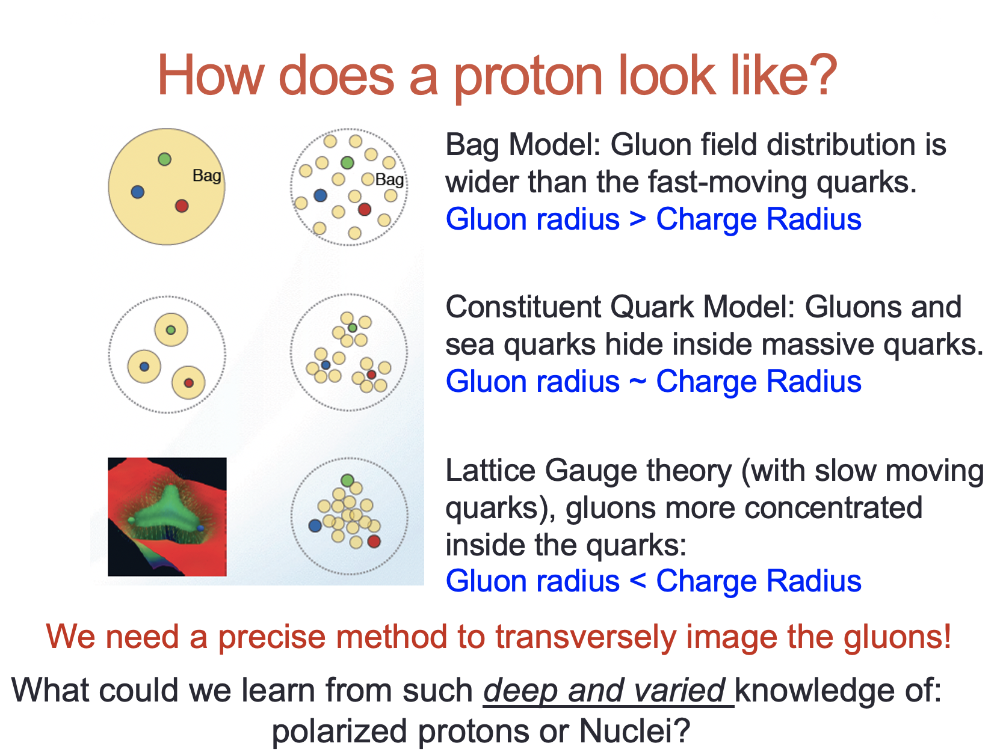 How does a proton look like?
Bag
Bag
Bag Model: Gluon field distribution is
wider than the fast-moving quarks.
Gluon radius > Charge Radius
Constituent Quark Model: Gluons and
sea quarks hide inside massive quarks.
Gluon radius ~ Charge Radius
Lattice Gauge theory (with slow moving
quarks), gluons more concentrated
inside the quarks:
Gluon radius < Charge Radius
We need a precise method to transversely image the gluons!
What could we learn from such deep and varied knowledge of:
polarized protons or Nuclei?